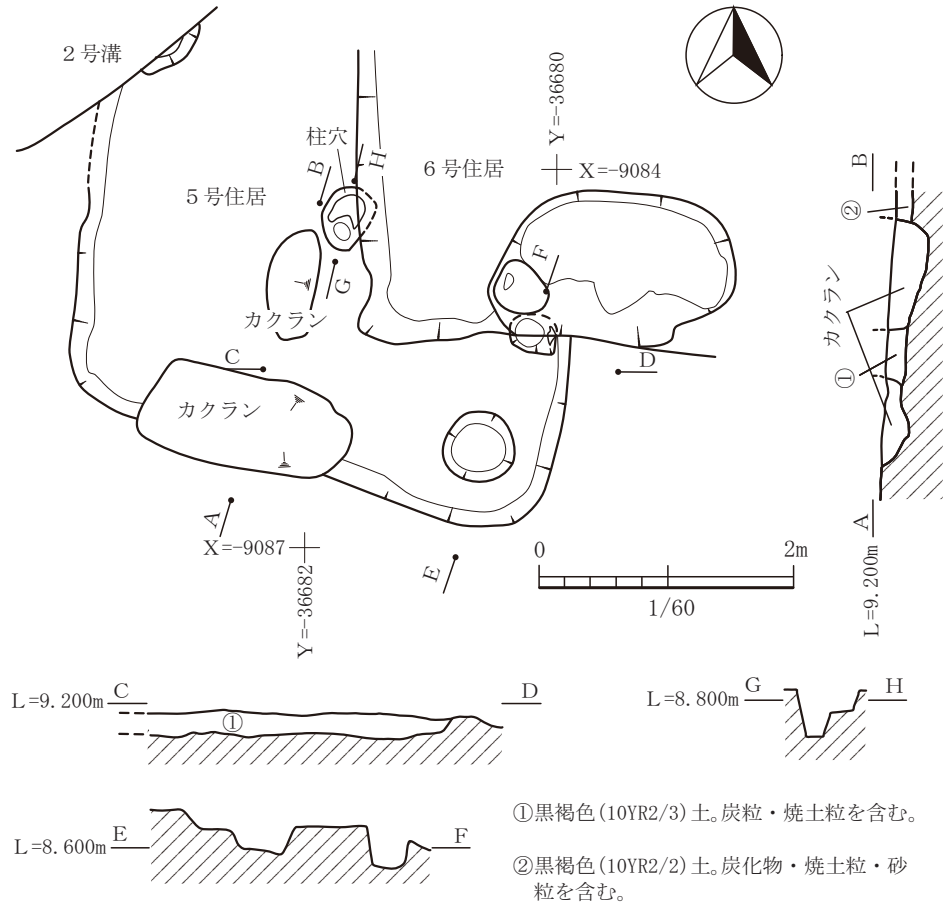 2号溝
柱穴
B
H
5号住居
6号住居
Y=-36680
X=-9084
G
F
カクラン
C
D
カクラン
A
X=-9087
Y=-36682
E
0
2m
1/60
B
②
カクラン
①
A
L=9.200m
L=9.200m
C
D
①
L=8.800m
G
H
L=8.600m
E
F
①黒褐色(10YR2/3)土。炭粒・焼土粒を含む。
②黒褐色(10YR2/2)土。炭化物・焼土粒・砂
粒を含む。